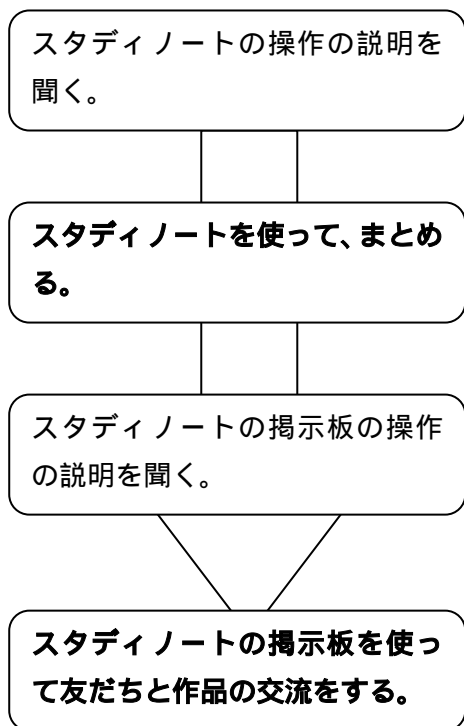 スタディノートの操作の説明を
聞く。
スタディノートを使って、まとめ
る。
スタディノートの掲示板の操作
の説明を聞く。
スタディノートの掲示板を使っ
て友だちと作品の交流をする。